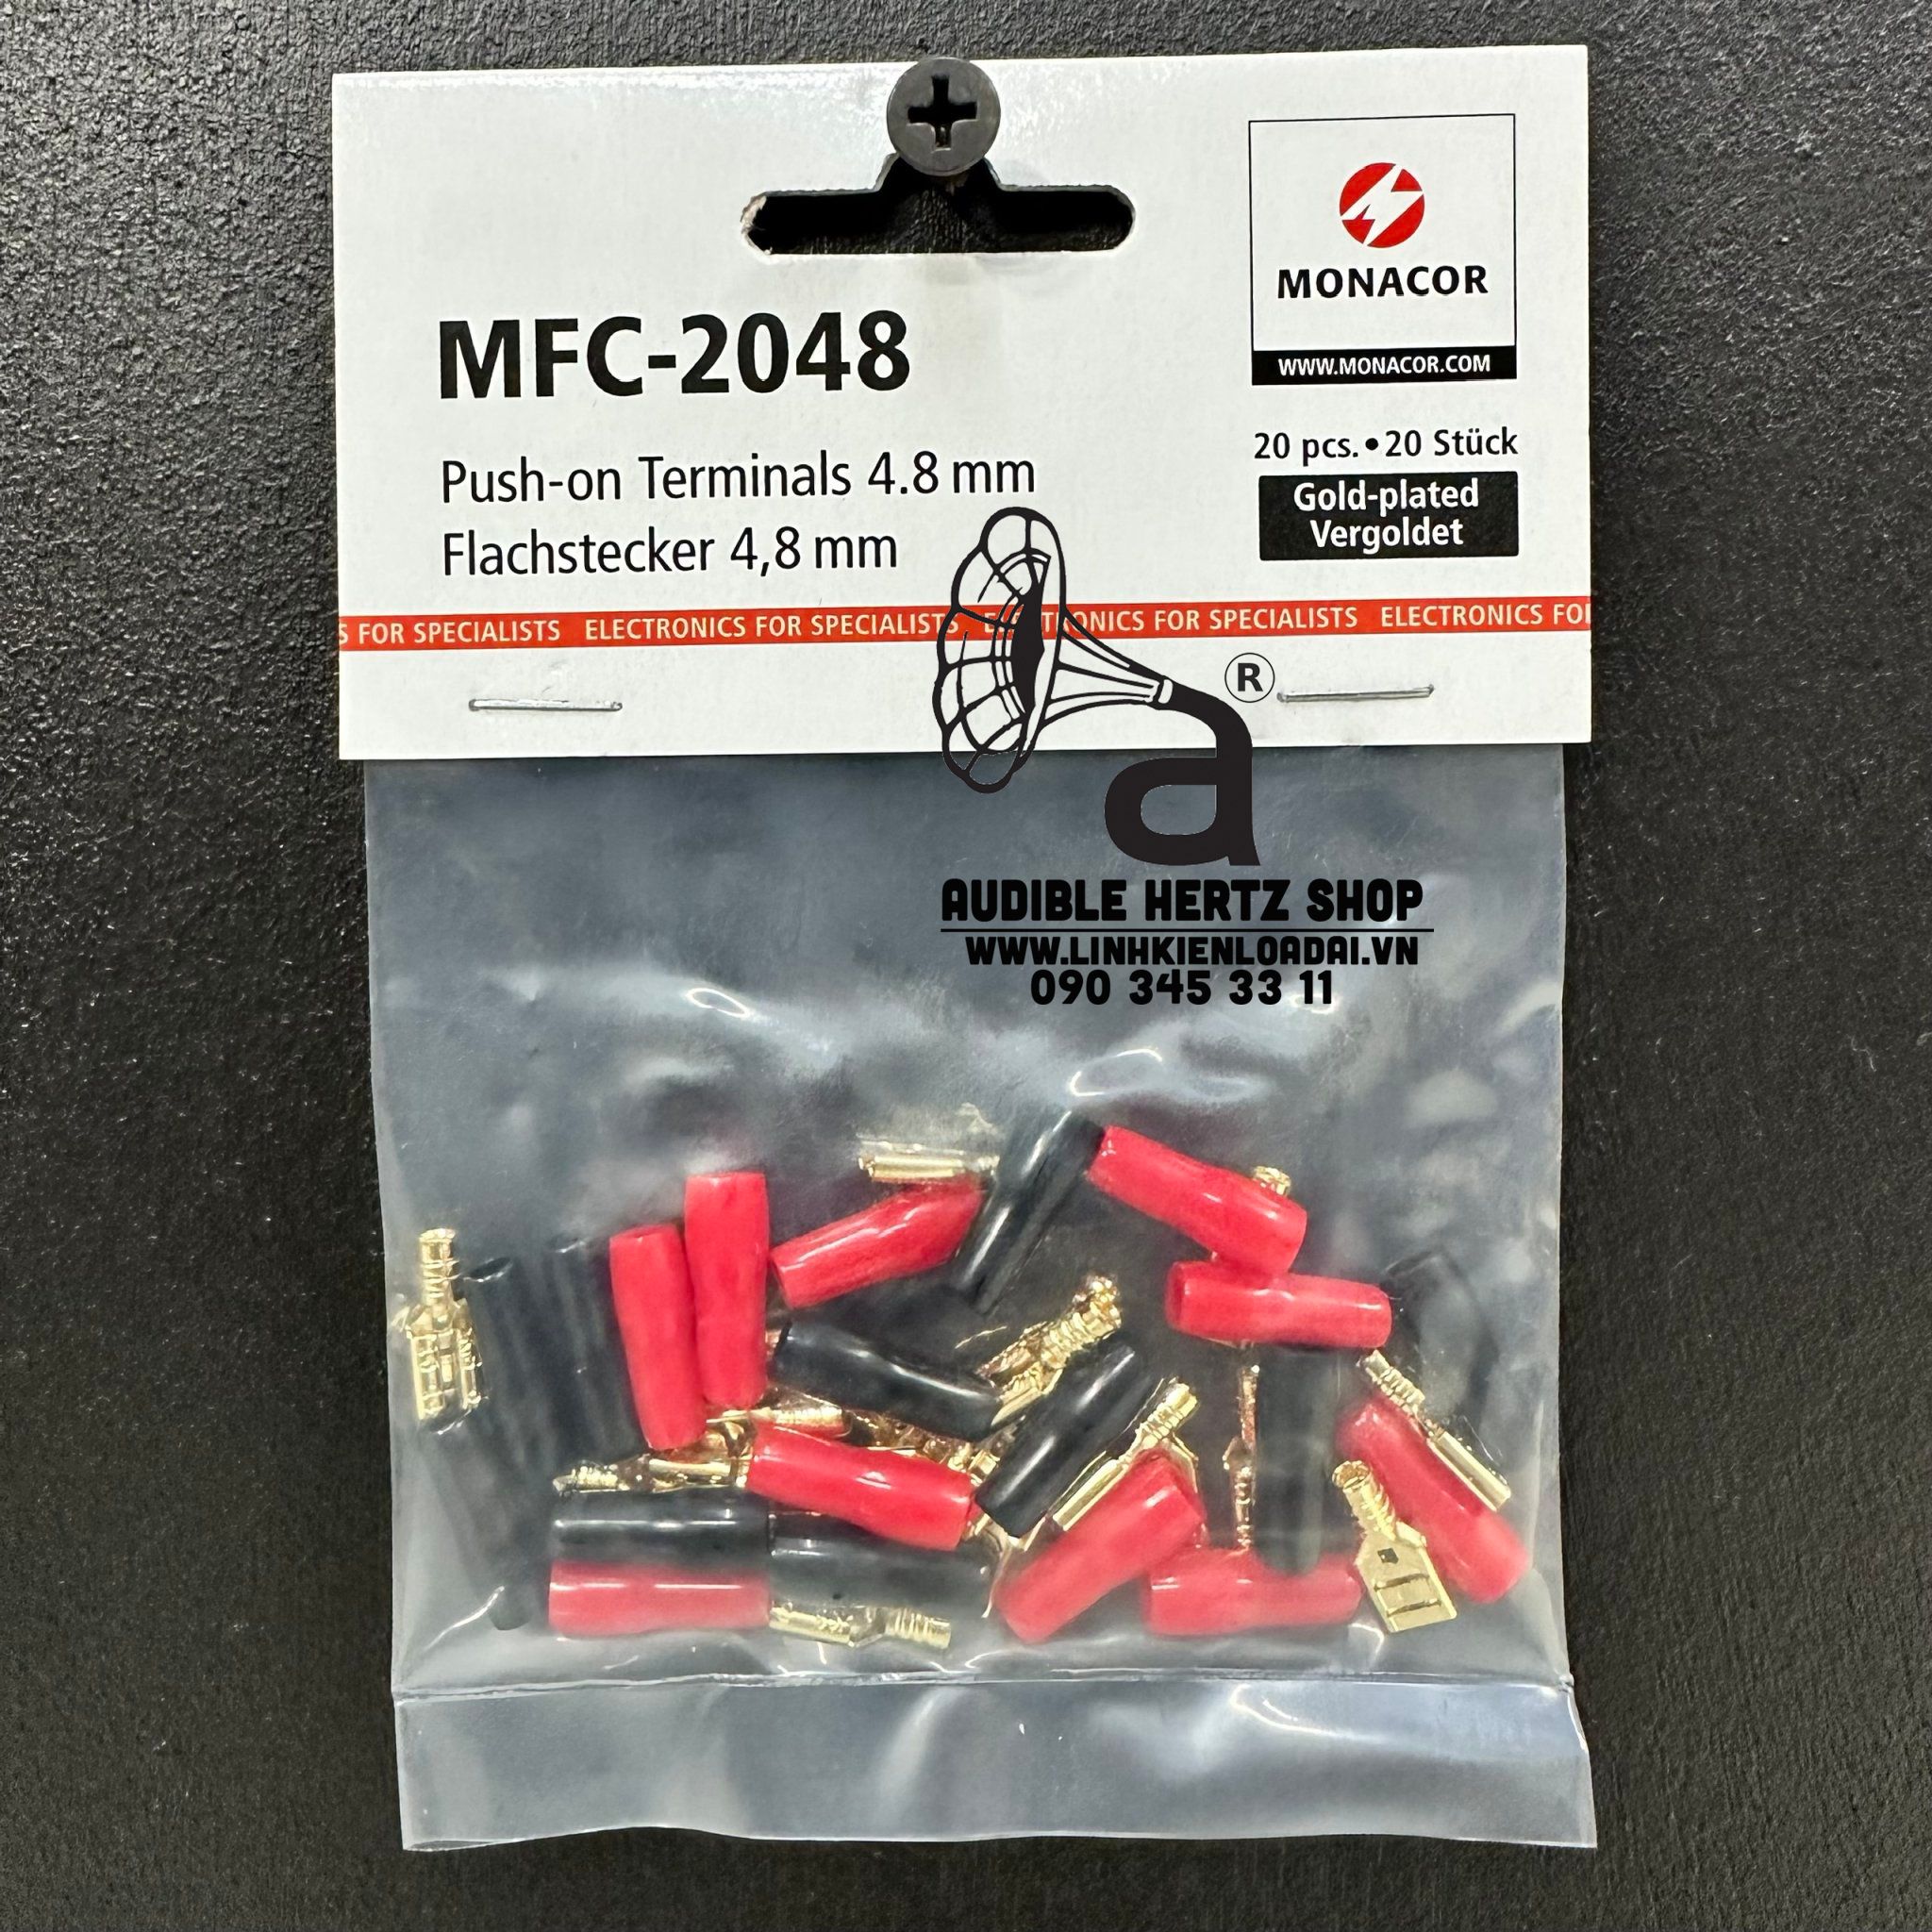 MONACOR
WWW.MONACOR.COM
MFC-2048
20 pcs. • 20 Stück
Gold-plated
Vergoldet
Push-on Terminals 4.8 mm
Flachstecker 4,8 mm
S FOR SPECIALISTS ELECTRONICS FOR SPECIALISTS ELECTRONICS FOR SPECIALISTS ELECTRONICS FOR
®
a
AUDIBLE HERTZ SHOP
WWW.LINHKIENLOADAI.VN
090 345 33 11